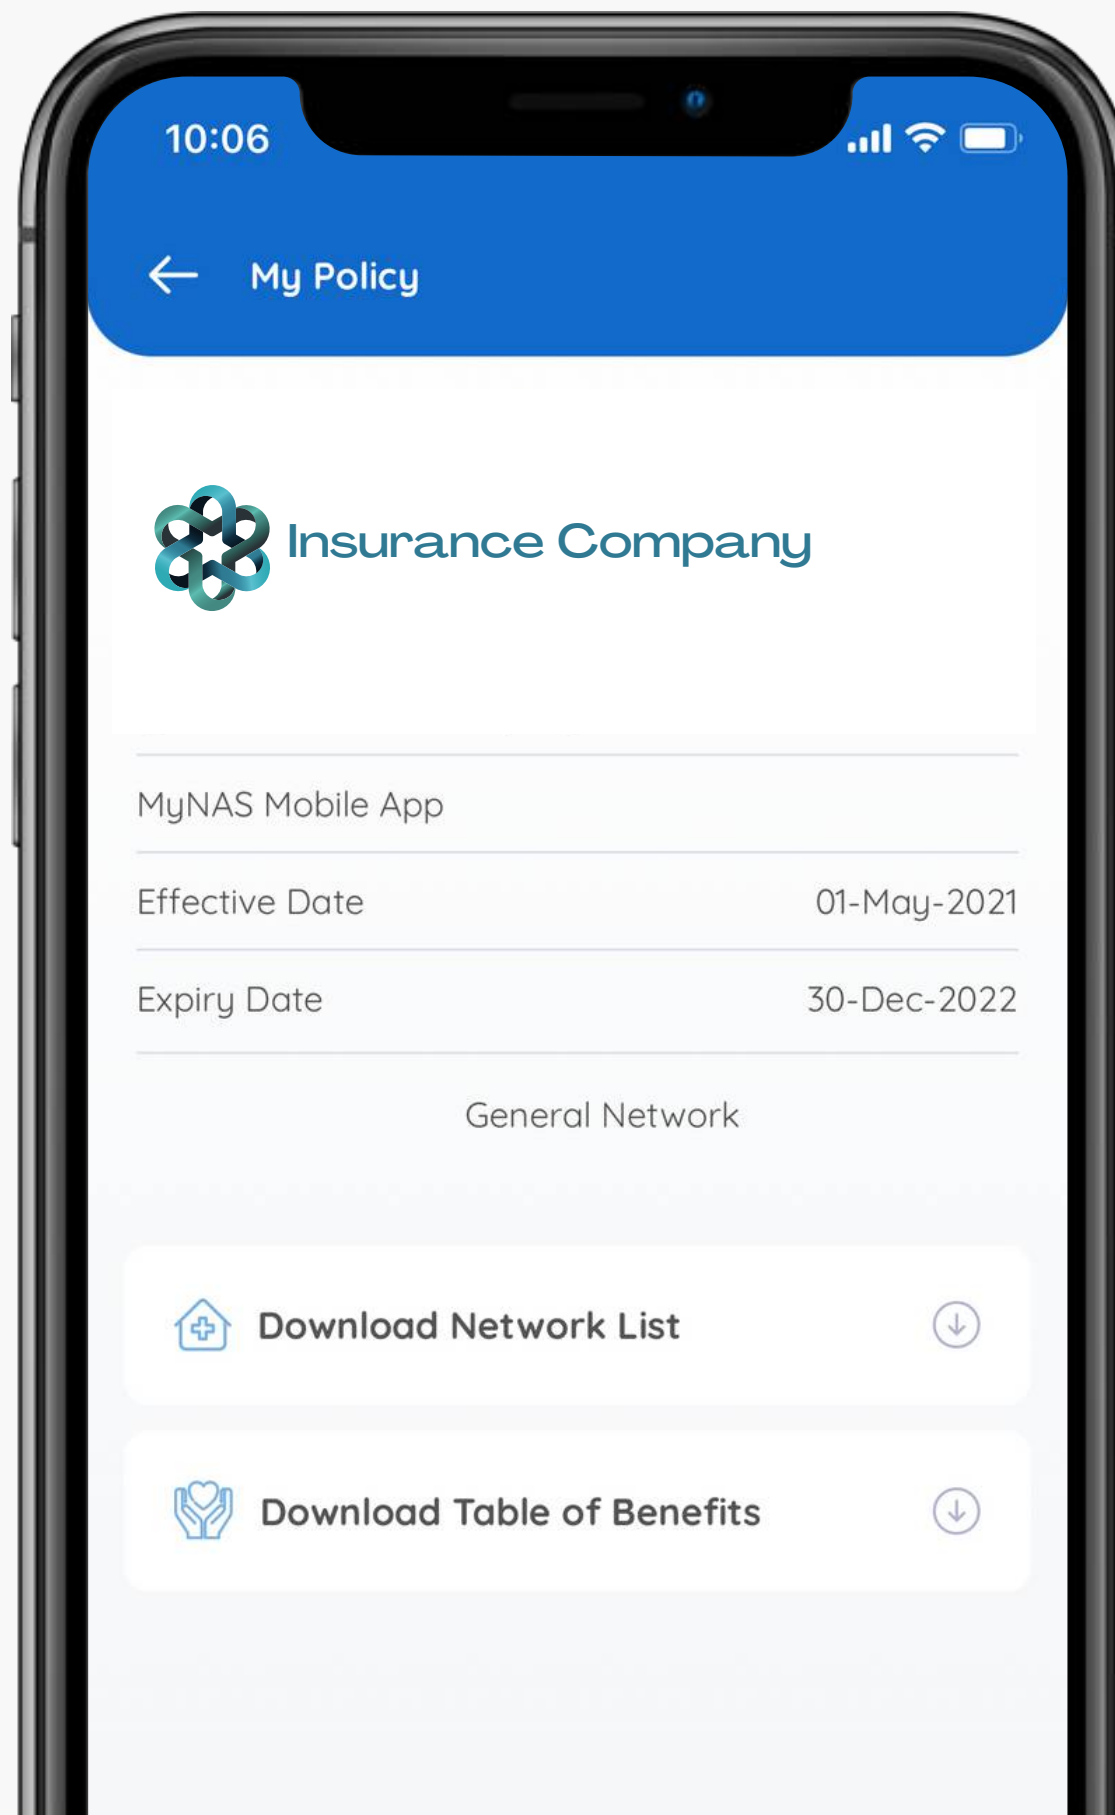 10:06
My Policy
Insurance Company
MyNAS Mobile App
Effective Date 01-May-2021
Expiry Date 30-Dec-2022
General Network
Download Network List
Download Table of Benefits